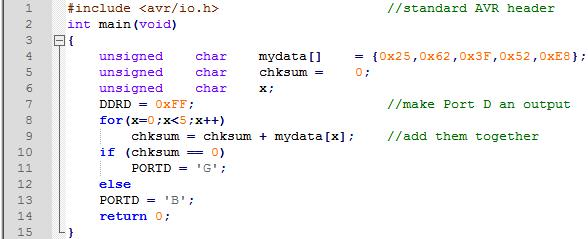 1 #include <avr/io.h> //standard AVR header
2 int main(void)
3 {
4 unsigned char mydata[] = {0x25,0x62,0x3F,0x52,0xE8};
5 unsigned char chksum = 0;
6 unsigned char x;
7 DDRD = 0xFF; //make Port D an output
8 for(x=0;x<5;x++)
9 chksum = chksum + mydata[x]; //add them together
10 if (chksum == 0)
11 PORTD = 'G';
12 else
13 PORTD = 'B';
14 return 0;
15 }